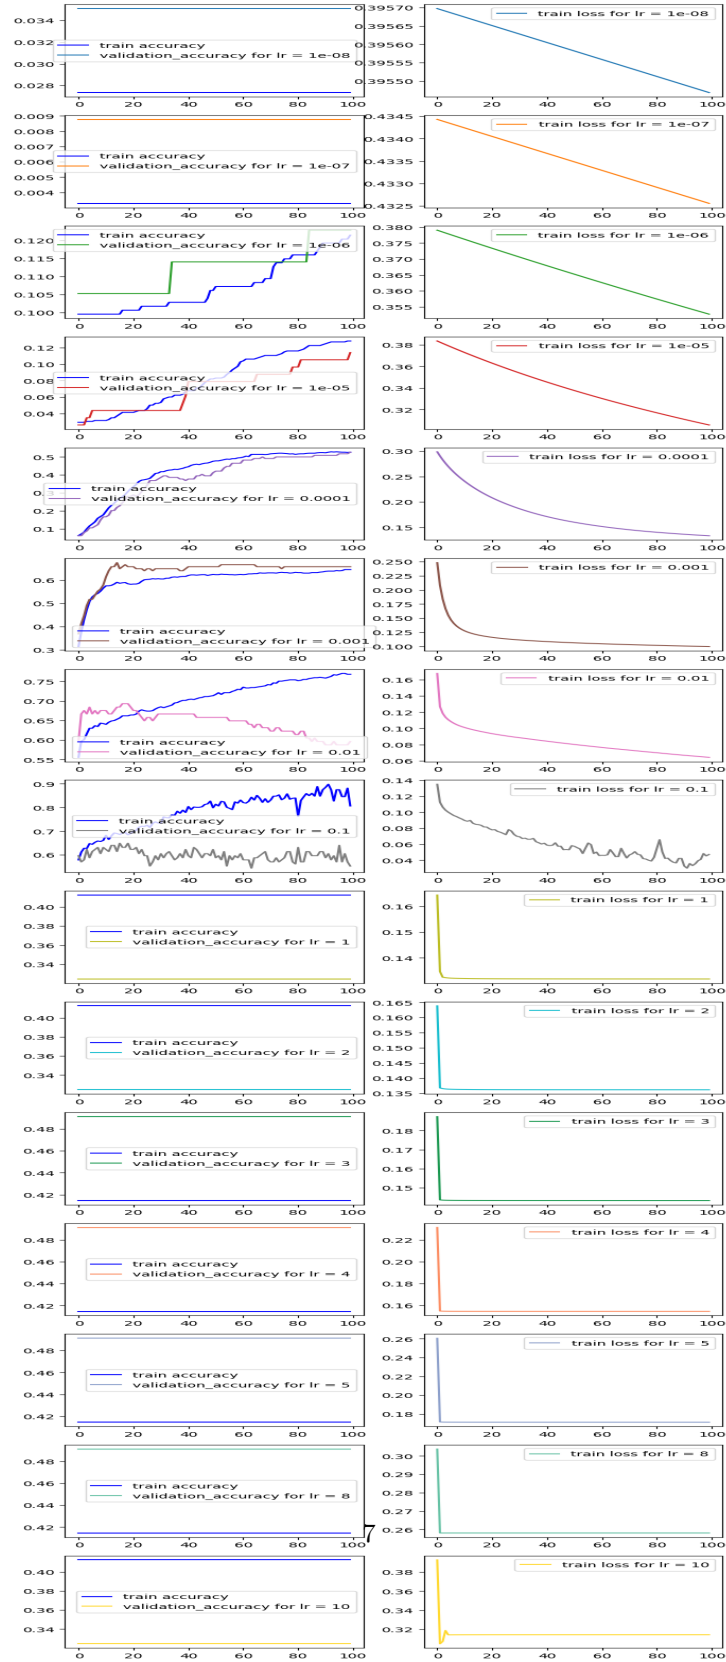 0.034
0.032
0.030
0.028
train accuracy
validation_accuracy for lr = 1e-08
0 20 40 60 80 100
0.39570
0.39565
0.39560
0.39555
0.39550
train loss for lr = 1e-08
0 20 40 60 80 100
0.009
0.008
0.007
0.006
0.005
0.004
train accuracy
validation_accuracy for lr = 1e-07
0 20 40 60 80 100
0.4345
0.4340
0.4335
0.4330
0.4325
train loss for lr = 1e-07
0 20 40 60 80 100
0.120
0.115
0.110
0.105
0.100
train accuracy
validation_accuracy for lr = 1e-06
0 20 40 60 80 100
0.380
0.375
0.370
0.365
0.360
0.355
train loss for lr = 1e-06
0 20 40 60 80 100
0.12
0.10
0.08
0.06
0.04
train accuracy
validation_accuracy for lr = 1e-05
0 20 40 60 80 100
0.38
0.36
0.34
0.32
train loss for lr = 1e-05
0 20 40 60 80 100
0.5
0.4
0.3
0.2
0.1
train accuracy
validation_accuracy for lr = 0.0001
0 20 40 60 80 100
0.30
0.25
0.20
0.15
train loss for lr = 0.0001
0 20 40 60 80 100
0.6
0.5
0.4
0.3
train accuracy
validation_accuracy for lr = 0.001
0 20 40 60 80 100
0.250
0.225
0.200
0.175
0.150
0.125
0.100
train loss for lr = 0.001
0 20 40 60 80 100
0.75
0.70
0.65
0.60
0.55
train accuracy
validation_accuracy for lr = 0.01
0 20 40 60 80 100
0.16
0.14
0.12
0.10
0.08
0.06
train loss for lr = 0.01
0 20 40 60 80 100
0.9
0.8
0.7
0.6
train accuracy
validation_accuracy for lr = 0.1
0 20 40 60 80 100
0.14
0.12
0.10
0.08
0.06
0.04
train loss for lr = 0.1
0 20 40 60 80 100
0.40
0.38
0.36
0.34
train accuracy
validation_accuracy for lr = 1
0 20 40 60 80 100
0.16
0.15
0.14
train loss for lr = 1
0 20 40 60 80 100
0.40
0.38
0.36
0.34
train accuracy
validation_accuracy for lr = 2
0 20 40 60 80 100
0.165
0.160
0.155
0.150
0.145
0.140
0.135
train loss for lr = 2
0 20 40 60 80 100
0.48
0.46
0.44
0.42
train accuracy
validation_accuracy for lr = 3
0 20 40 60 80 100
0.18
0.17
0.16
0.15
train loss for lr = 3
0 20 40 60 80 100
0.48
0.46
0.44
0.42
train accuracy
validation_accuracy for lr = 4
0 20 40 60 80 100
0.22
0.20
0.18
0.16
train loss for lr = 4
0 20 40 60 80 100
0.48
0.46
0.44
0.42
train accuracy
validation_accuracy for lr = 5
0 20 40 60 80 100
0.26
0.24
0.22
0.20
0.18
train loss for lr = 5
0 20 40 60 80 100
0.48
0.46
0.44
0.42
train accuracy
validation_accuracy for lr = 8
0 20 40 60 80 100
7
0.30
0.29
0.28
0.27
0.26
train loss for lr = 8
0 20 40 60 80 100
0.40
0.38
0.36
0.34
train accuracy
validation_accuracy for lr = 10
0 20 40 60 80 100
0.38
0.36
0.34
0.32
train loss for lr = 10
0 20 40 60 80 100